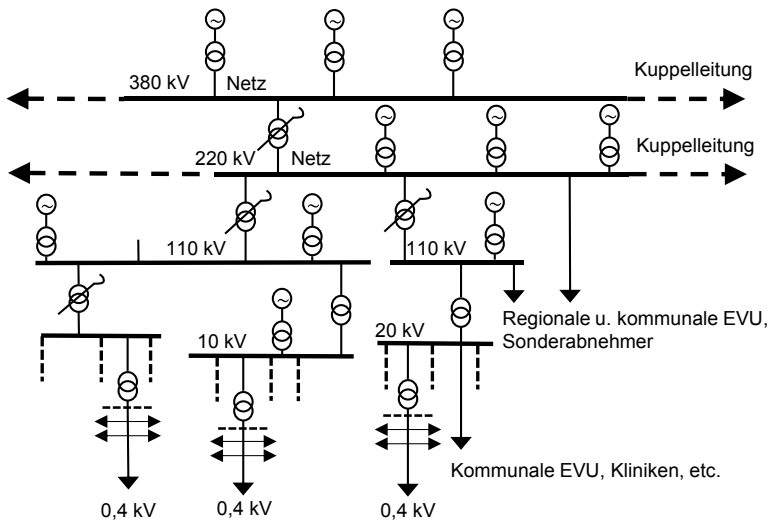 380 kV Netz
Kuppelleitung
220 kV Netz
Kuppelleitung
110 kV
110 kV
10 kV
20 kV
Regionale u. kommunale EVU,
Sonderabnehmer
Kommunale EVU, Kliniken, etc.
0,4 kV
0,4 kV
0,4 kV